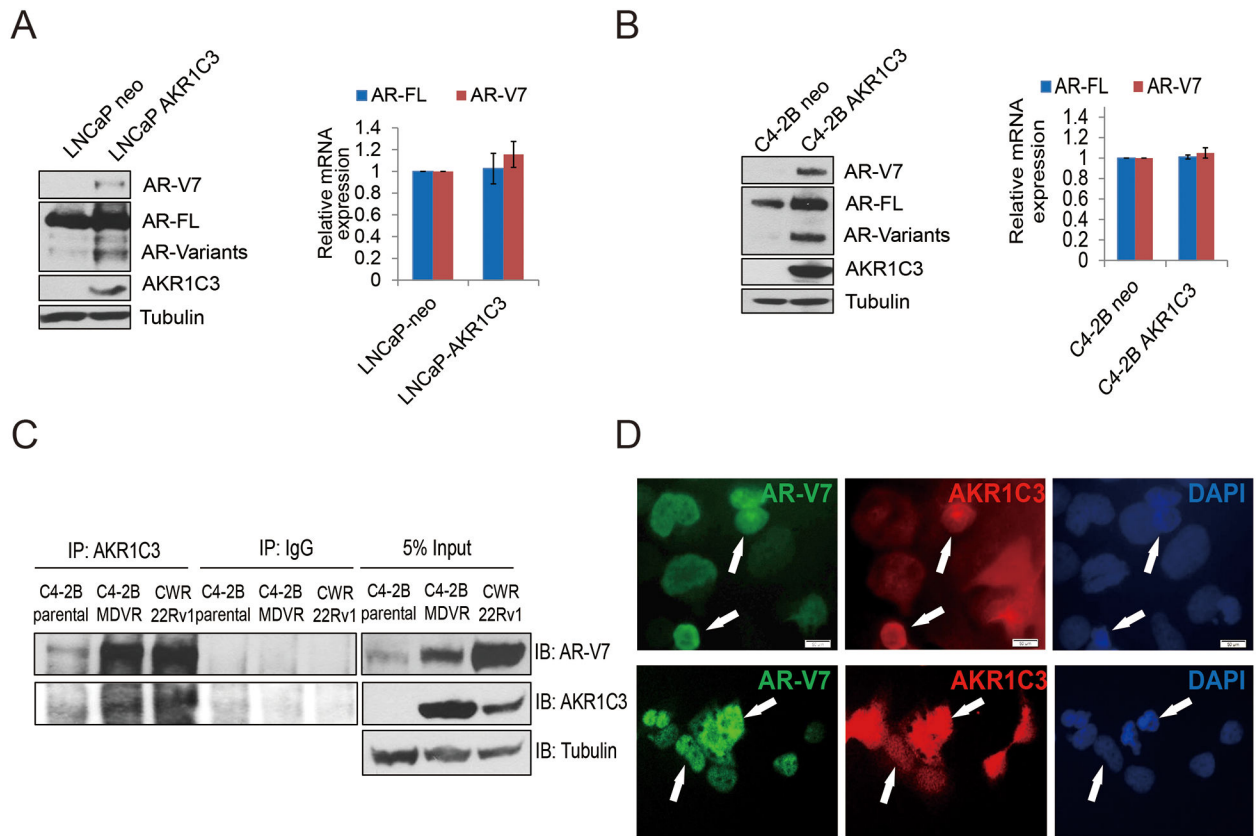 A
LNCaP neo
LNCaP AKR1C3
AR-V7
AR-FL
AR-Variants
AKR1C3
Tubulin
AR-FL AR-V7
Relative mRNA
expression
1.4
1.2
1
0.8
0.6
0.4
0.2
0
LNCaP-neo
LNCaP-AKR1C3
B
C4-2B neo
C4-2B AKR1C3
AR-V7
AR-FL
AR-Variants
AKR1C3
Tubulin
AR-FL AR-V7
Relative mRNA
expression
1.4
1.2
1
0.8
0.6
0.4
0.2
0
C4-2B neo
C4-2B AKR1C3
C
IP: AKR1C3 IP: IgG 5% Input
C4-2B C4-2B CWR C4-2B C4-2B CWR C4-2B C4-2B CWR
parental MDVR 22Rv1 parental MDVR 22Rv1 parental MDVR 22Rv1
IB: AR-V7
IB: AKR1C3
IB: Tubulin
D
AR-V7 AKR1C3 DAPI
AR-V7 AKR1C3 DAPI